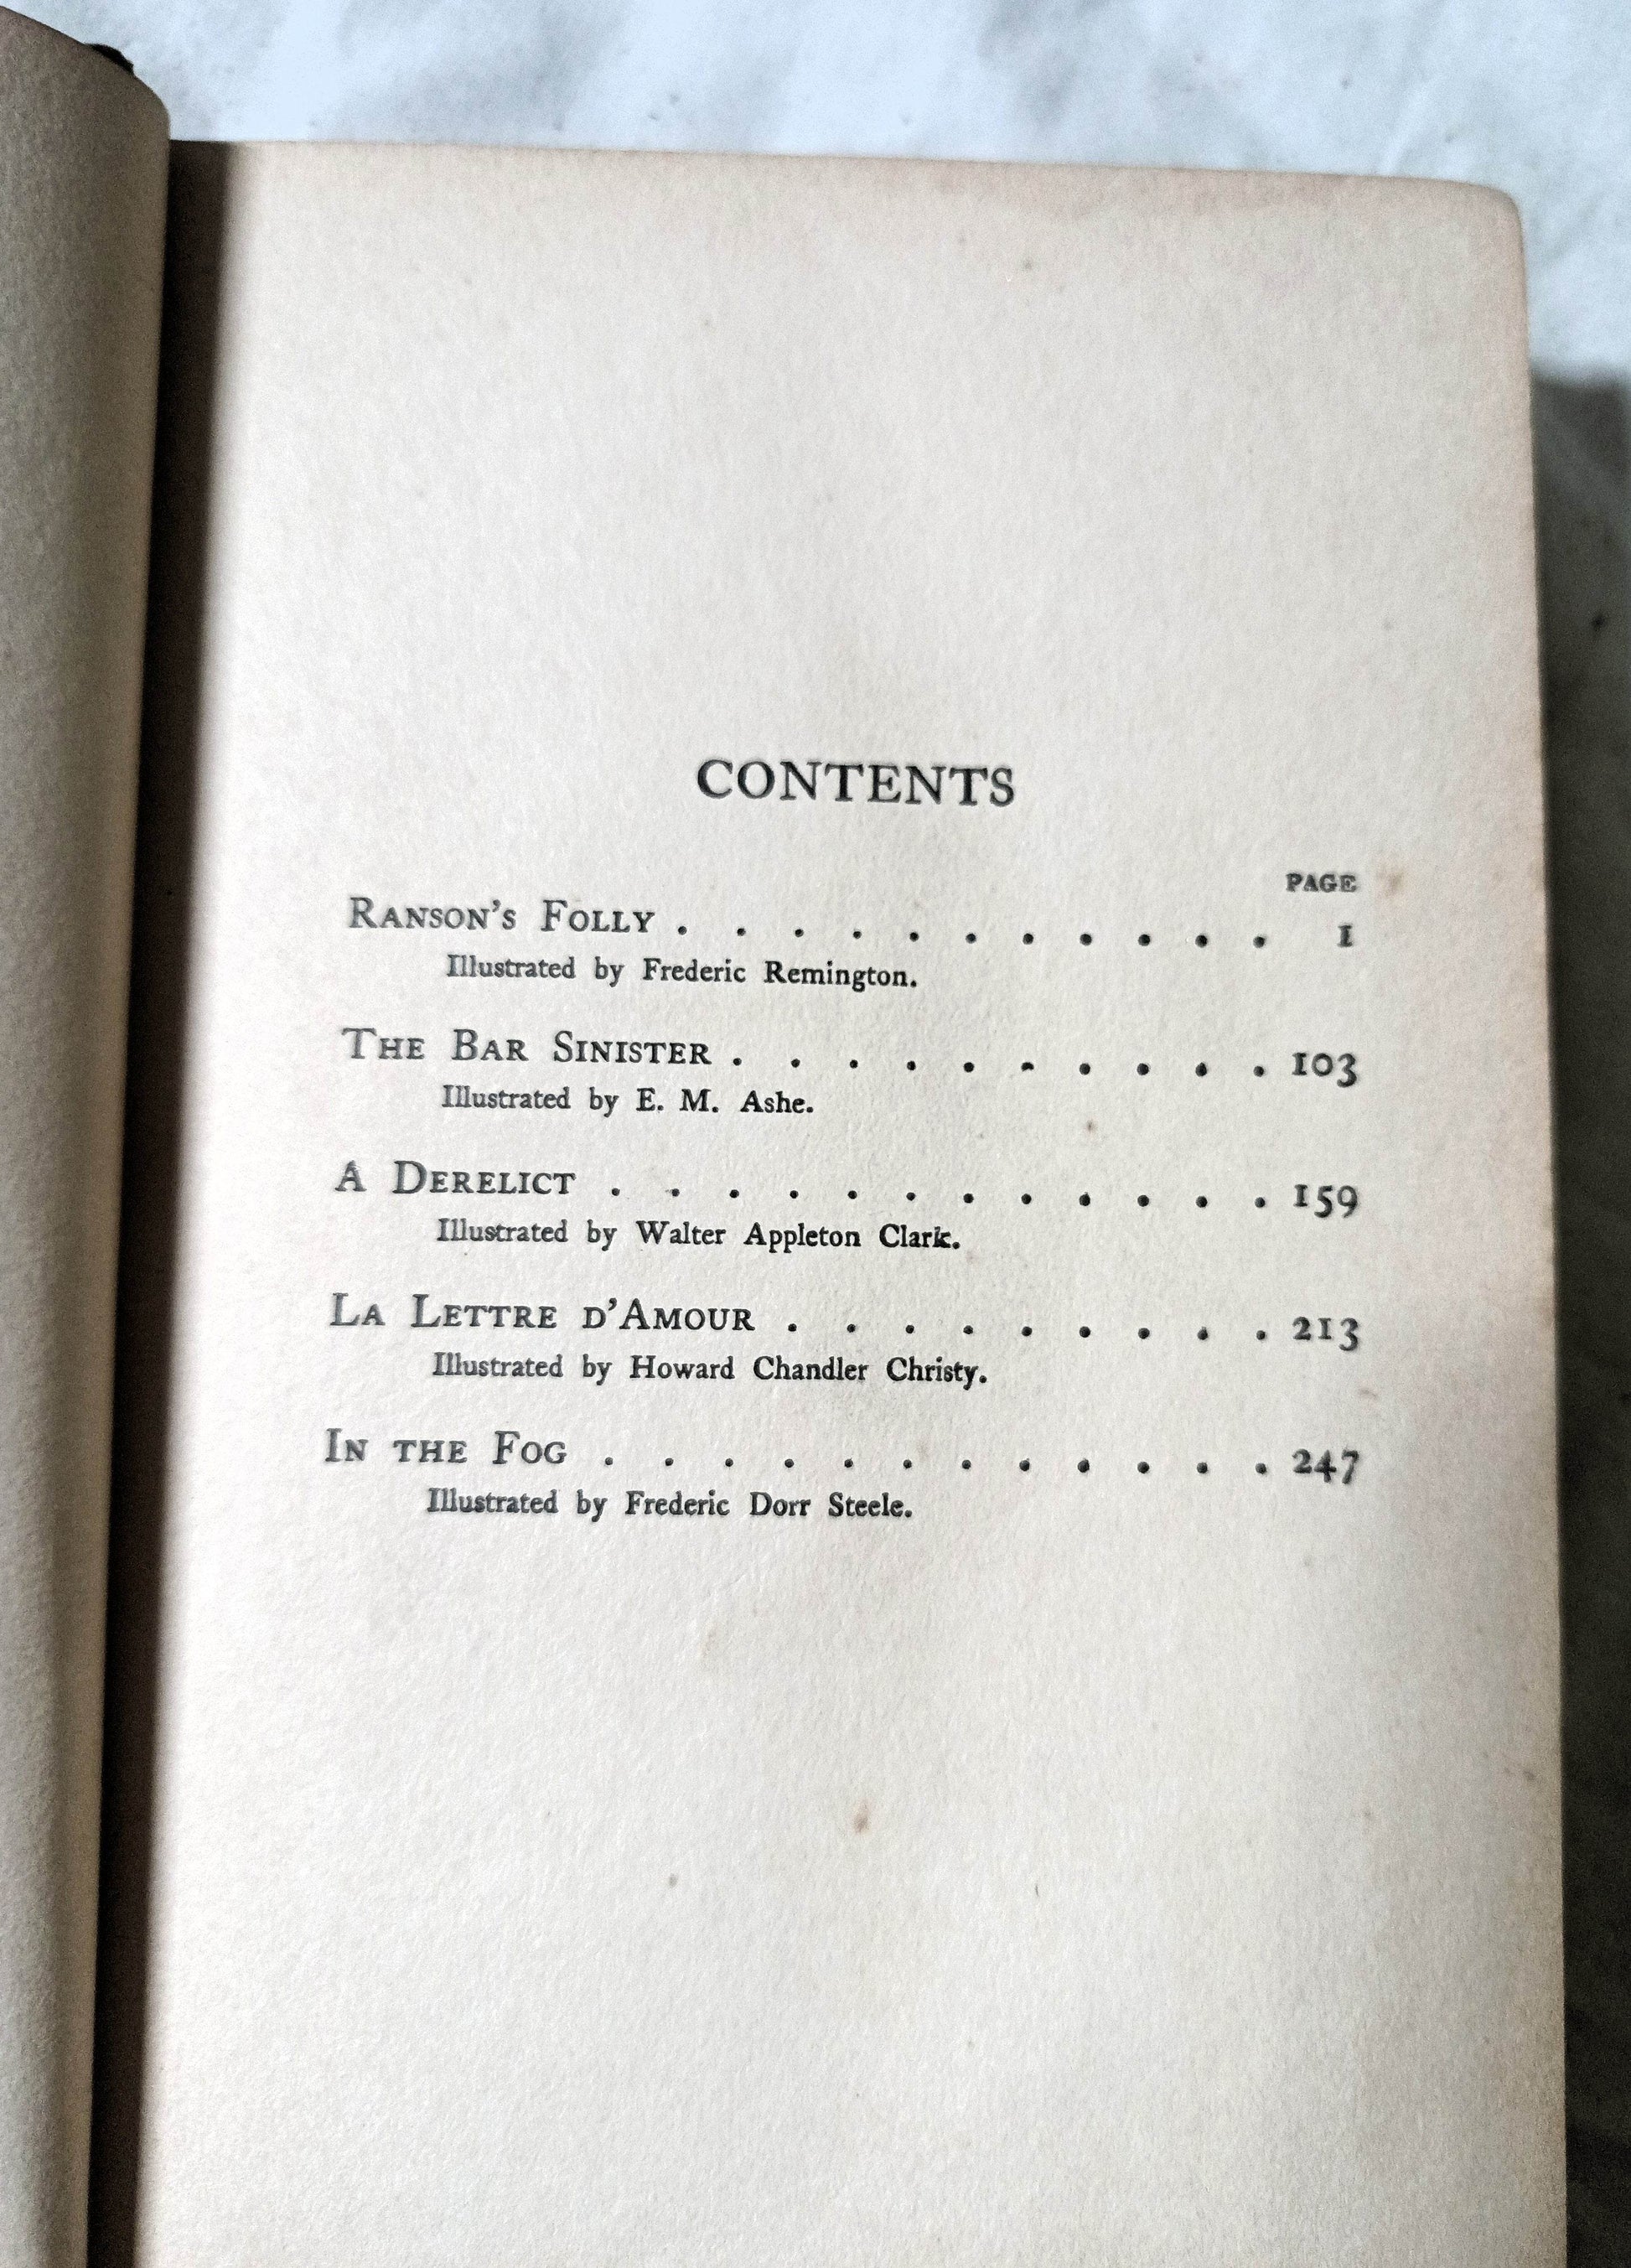 CONTENTS
PAGE
RANSON'S FOLLY . . . . . . . . . . . 1
Illustrated by Frederic Remington.
THE BAR SINISTER . . . . . . . . . . 103
Illustrated by E. M. Ashe.
A DERELICT . . . . . . . . . . . . 159
Illustrated by Walter Appleton Clark.
LA LETTRE D'AMOUR . . . . . . . . . 213
Illustrated by Howard Chandler Christy.
IN THE FOG . . . . . . . . . . . . 247
Illustrated by Frederic Dorr Steele.